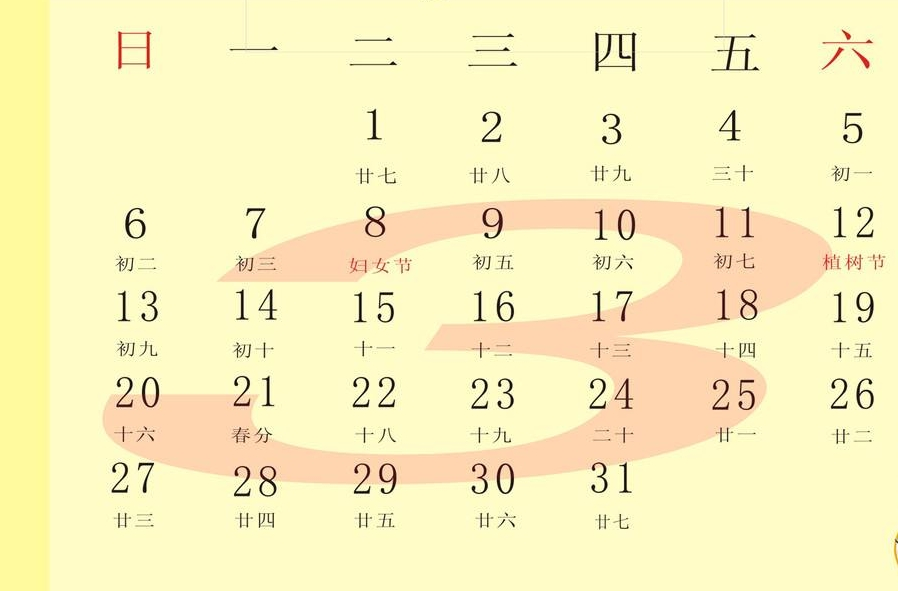 日 一 二 三 四 五 六
1 2 3 4 5
廿七 廿八 廿九 三十 初一
6 7 8 9 10 11 12
初二 初三 妇女节 初五 初六 初七 植树节
13 14 15 16 17 18 19
初九 初十 十一 十二 十三 十四 十五
20 21 22 23 24 25 26
十六 春分 十八 十九 二十 廿一 廿二
27 28 29 30 31
廿三 廿四 廿五 廿六 廿七
3